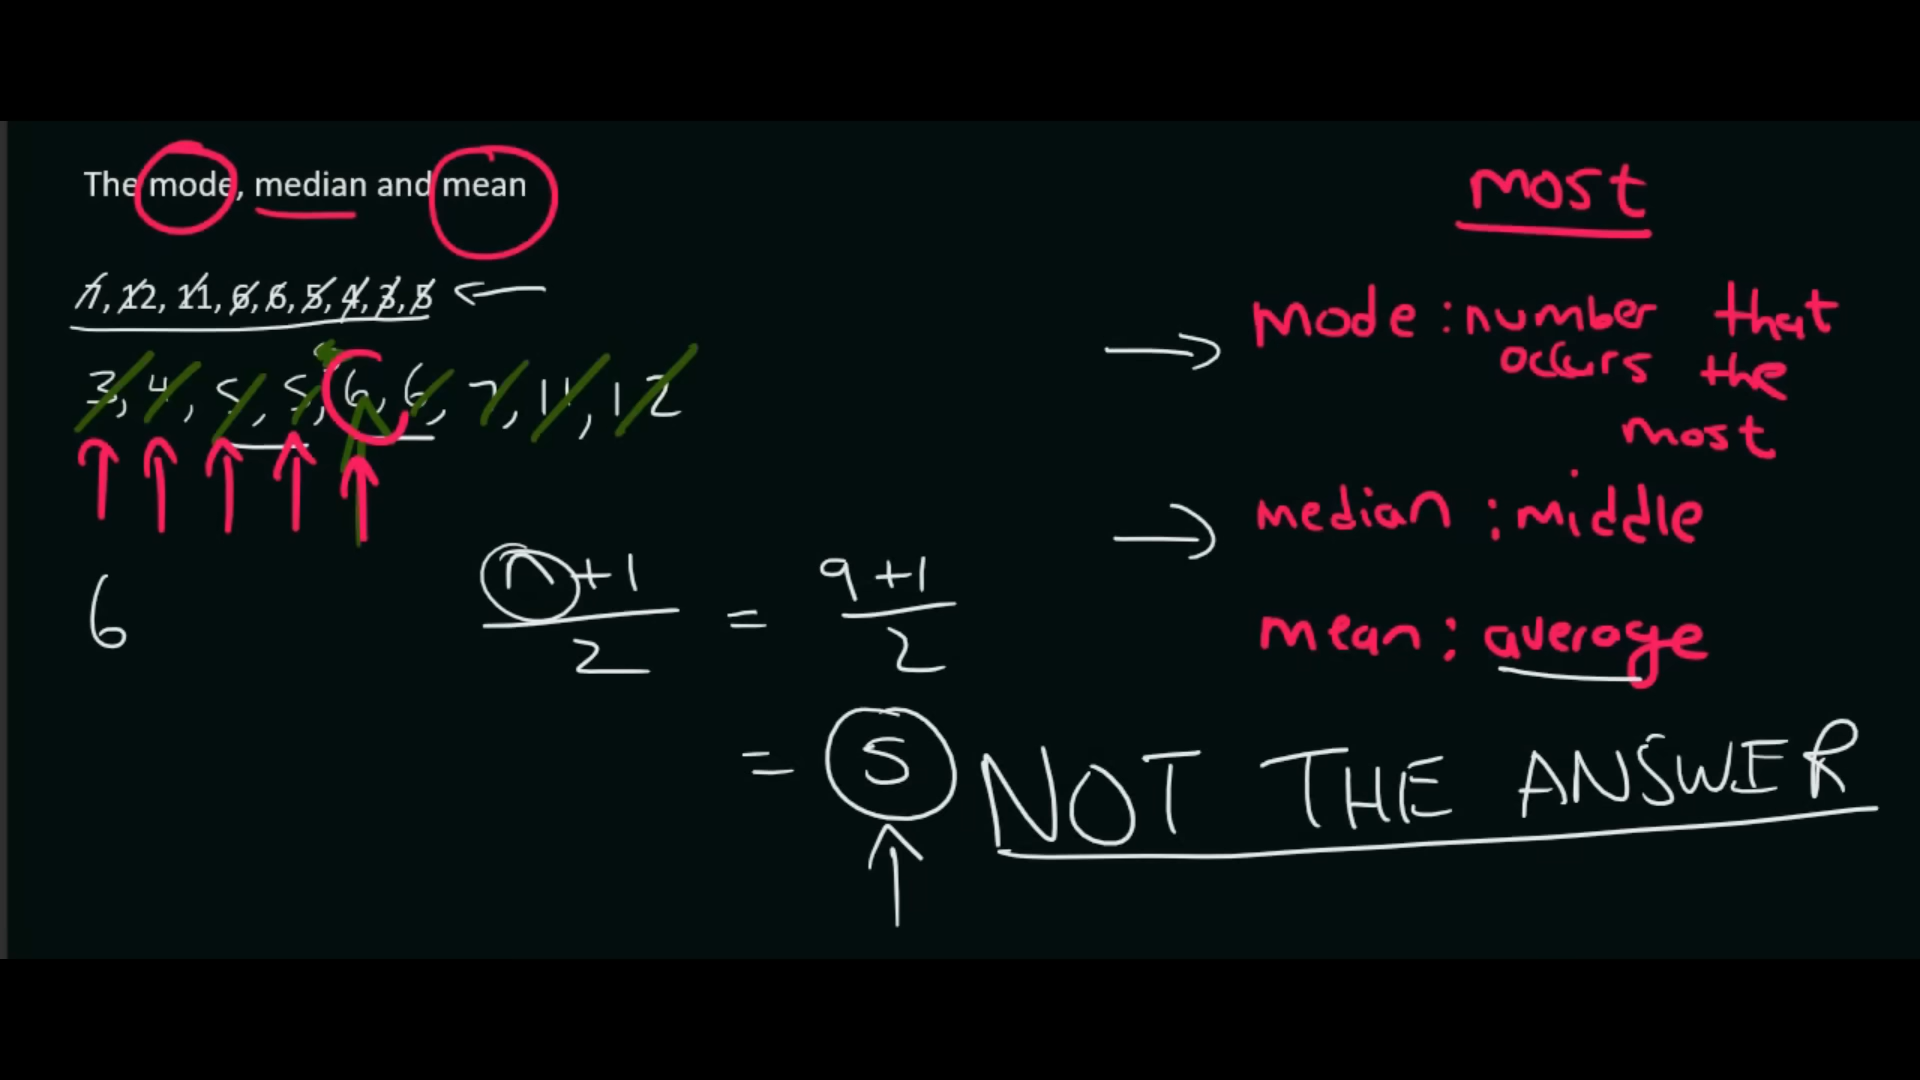 The mode, median and mean
7, 12, 11, 6, 6, 5, 4, 3, 5
3, 4, 5, 5, 6, 6, 7, 11, 12
6
n+1
2
=
9+1
2
= 5 NOT THE ANSWER
most
mode: number that
occurs the
most
median: middle
mean: average